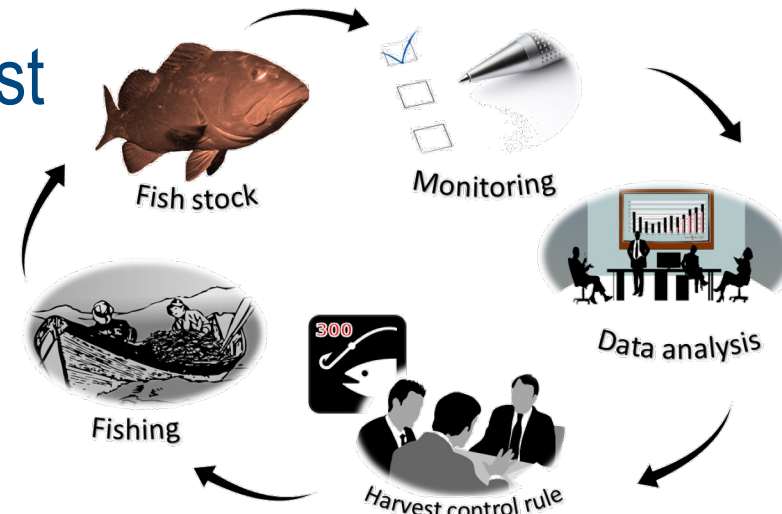 st
Fish stock
Monitoring
Data analysis
300
Harvest control rule
Fishing